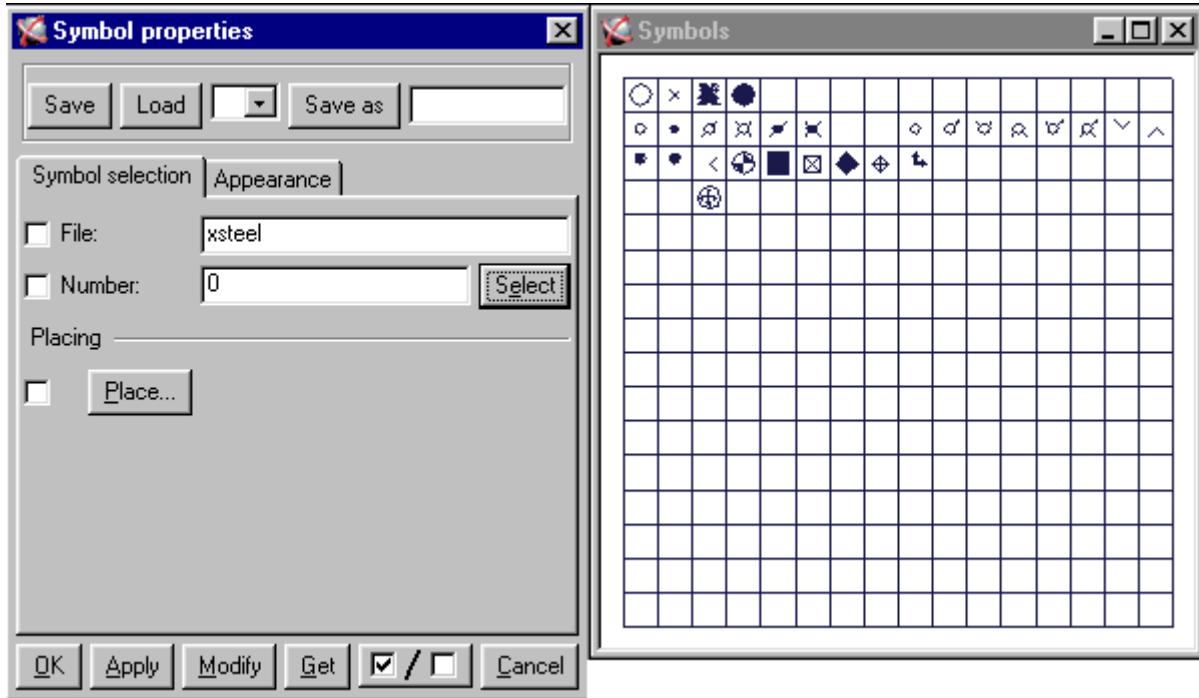 Symbol properties
Save Load Save as
Symbol selection Appearance
File: xsteel
Number: 0 Select
Placing
Place...
OK Apply Modify Get / Cancel
Symbols